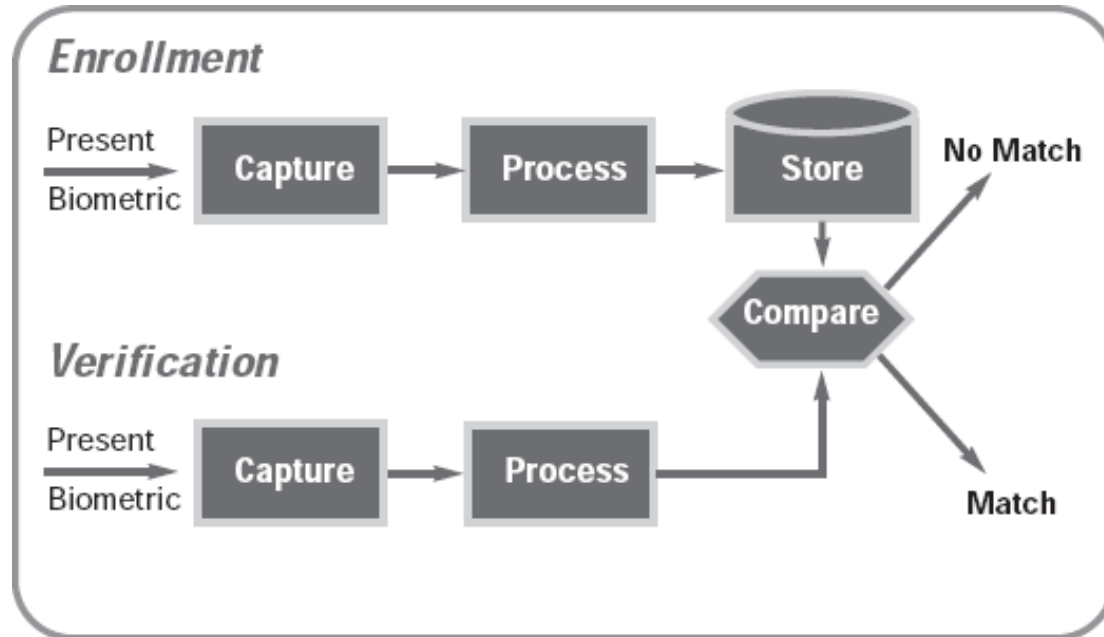 Enrollment
Present
Biometric
Capture
Process
Store
No Match
Compare
Verification
Present
Biometric
Capture
Process
Match